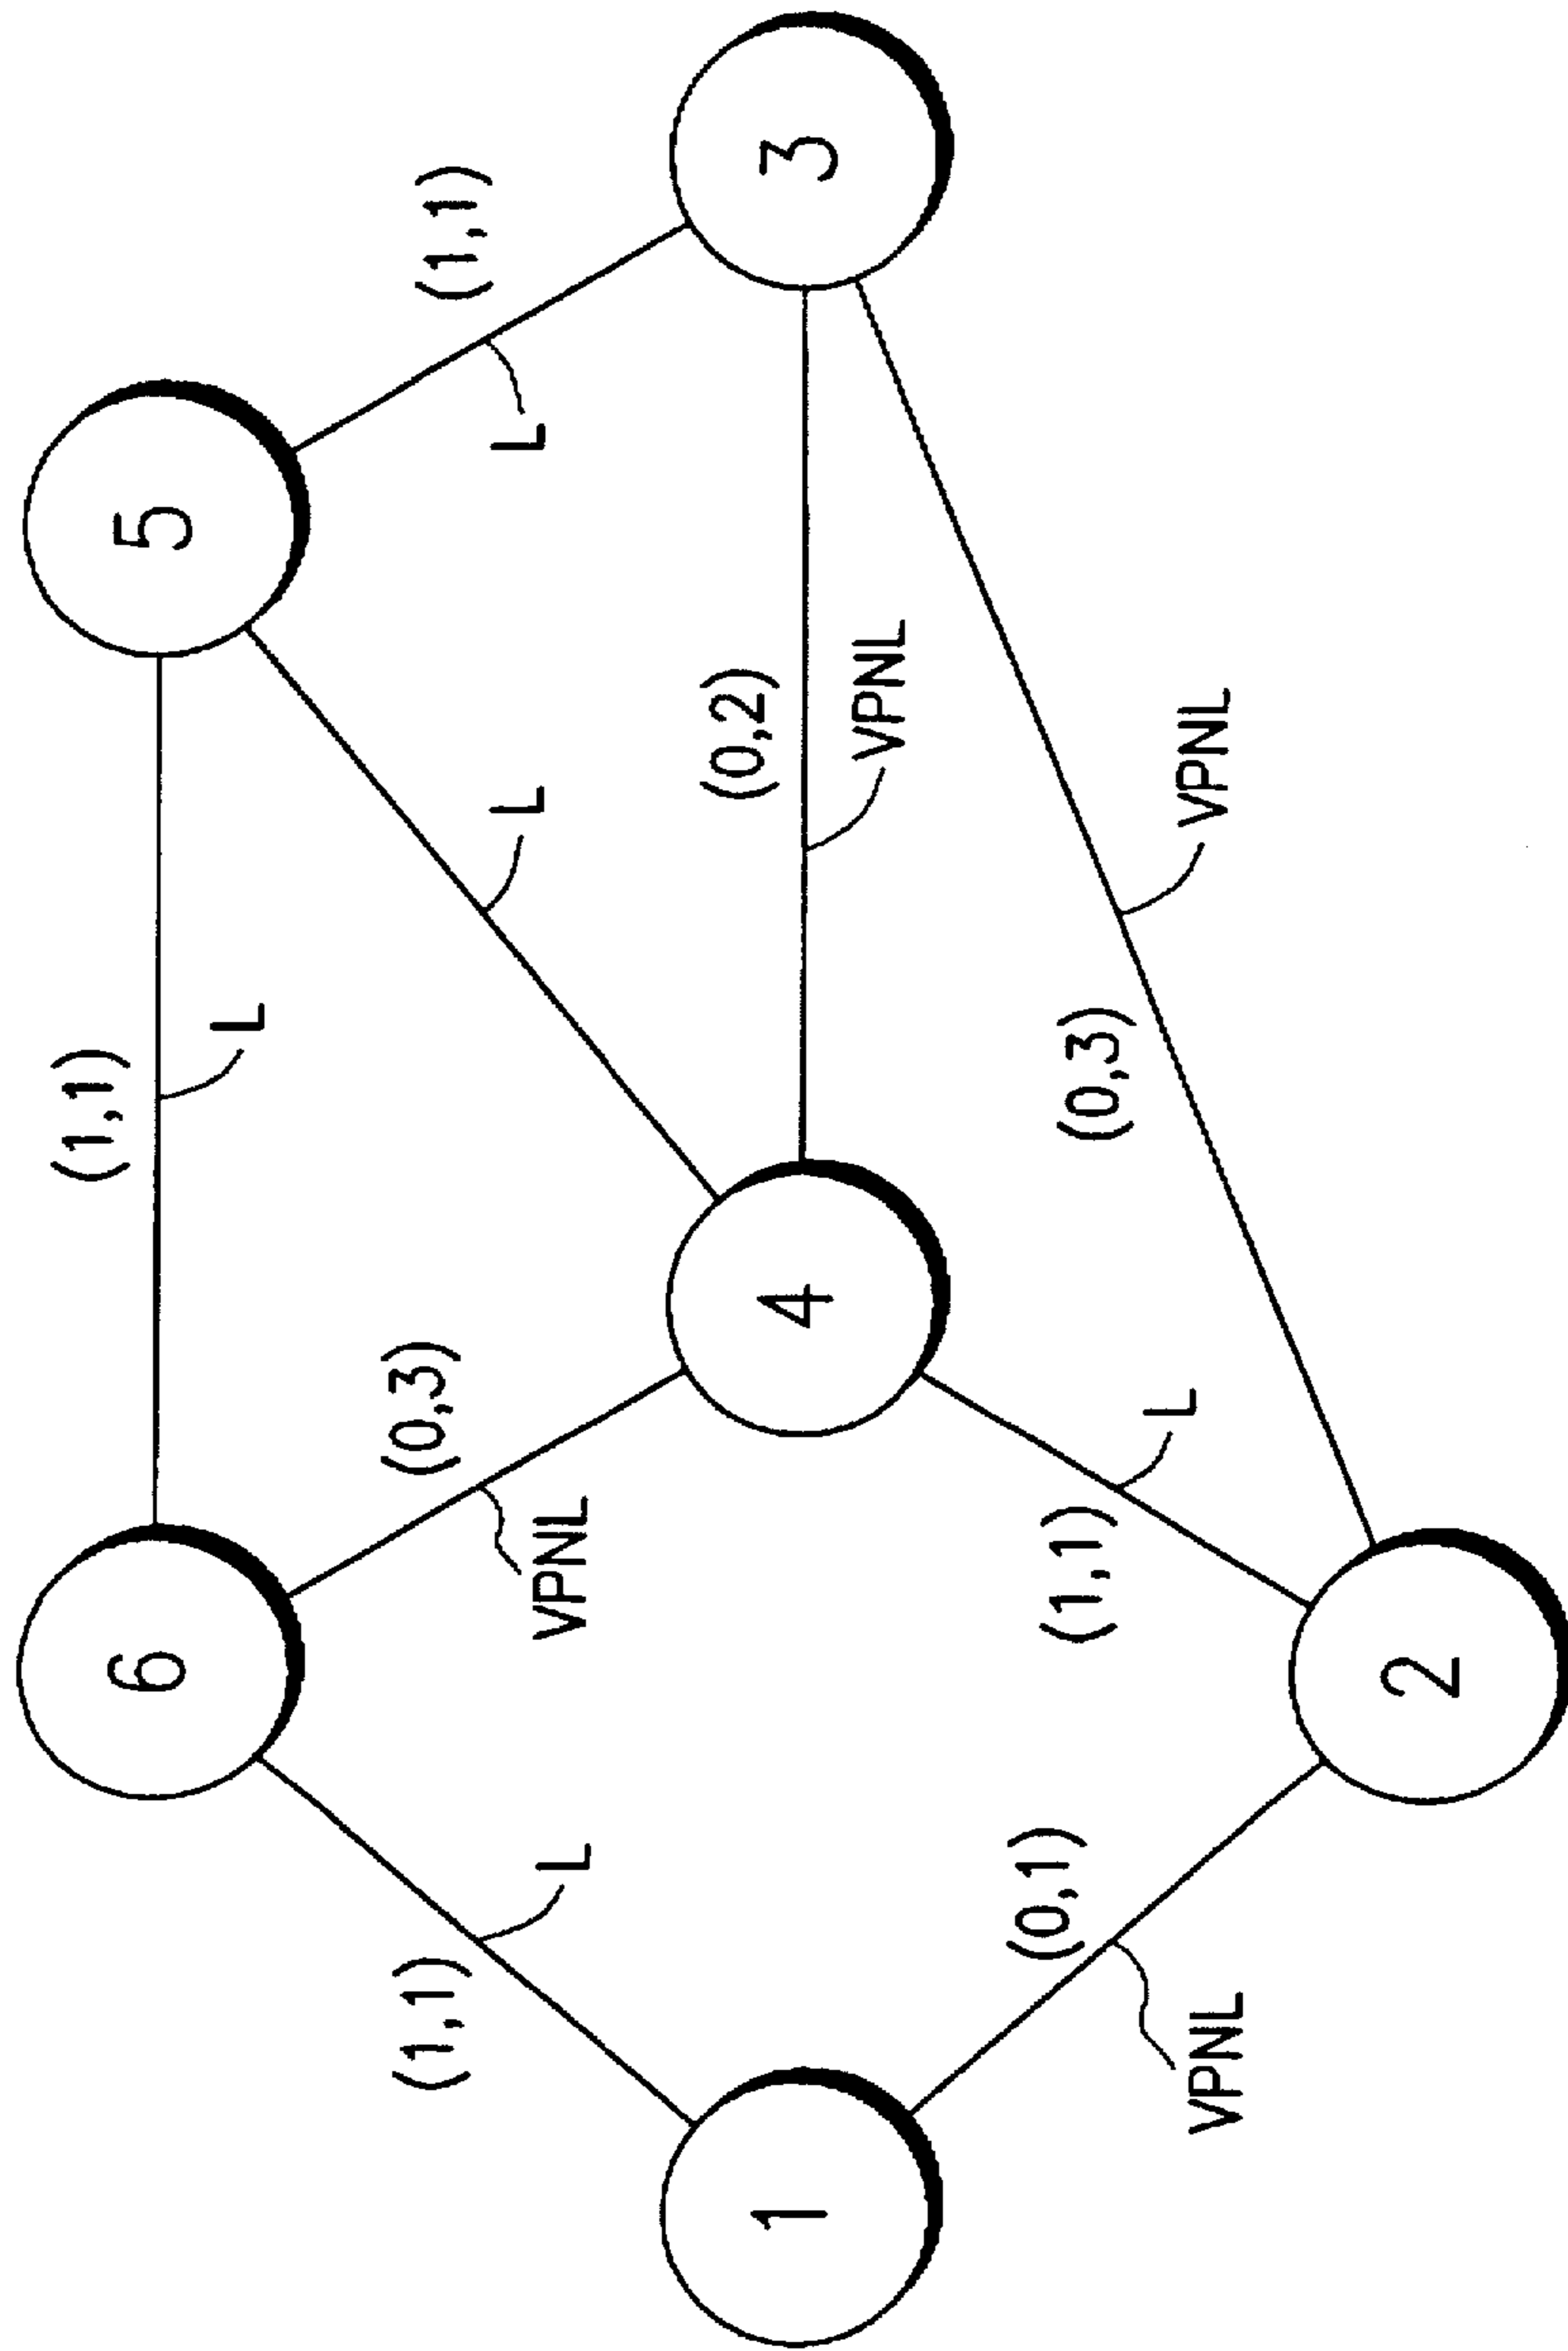 (1,1)
6
5
L
(1,1)
(0,3)
(1,1)
L
VPNL
L
L
(0,2)
1
4
3
VPNL
(0,1)
(1,1)
(0,3)
VPNL
L
VPNL
2